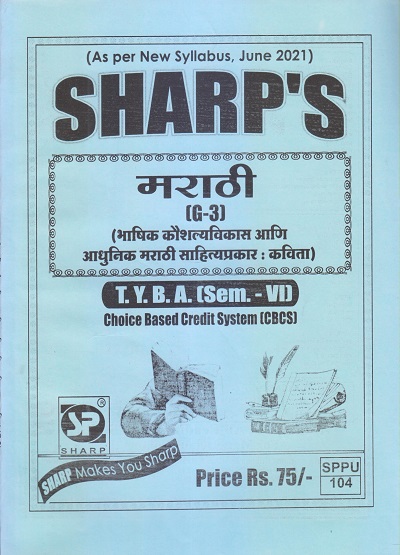 (As per New Syllabus, June 2021)
SHARP'S
मराठी
(G-3)
(भाषिक कौशल्यविकास आणि
आधुनिक मराठी साहित्यप्रकार : कविता)
T. Y. B. A. (Sem. - VI)
Choice Based Credit System (CBCS)
SP ®
SHARP
SHARP Makes You Sharp
Price Rs. 75/-
SPPU
104